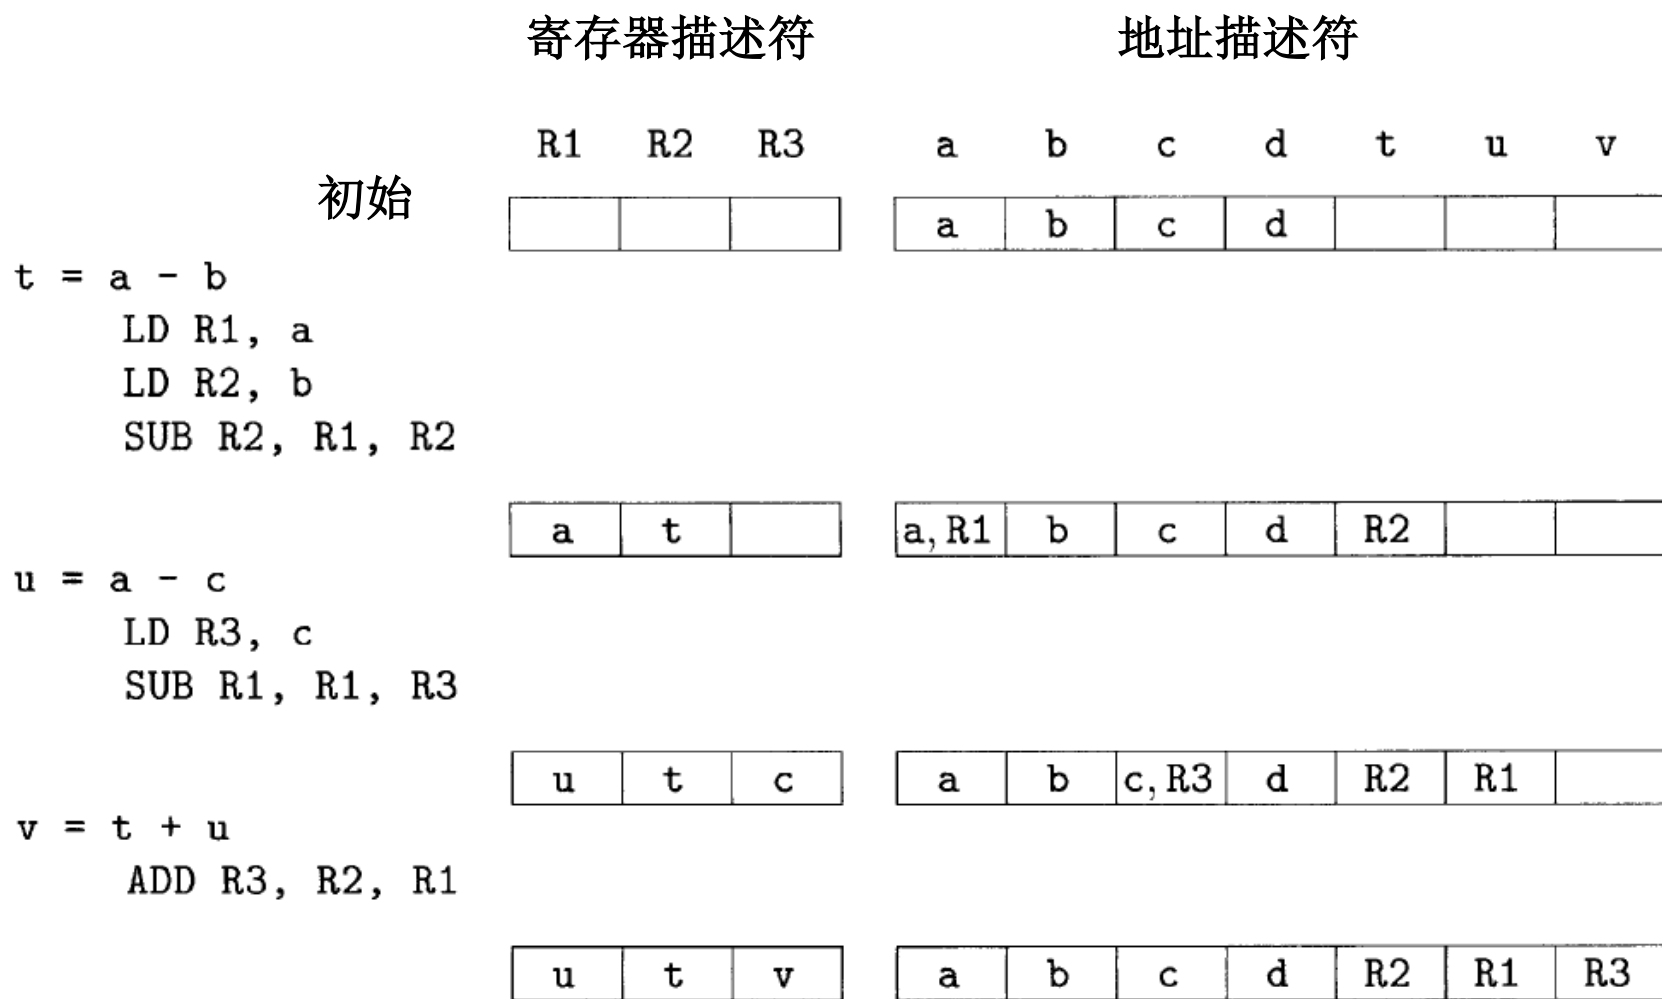 寄存器描述符 地址描述符
R1 R2 R3 a b c d t u v
初始
a b c d
t = a - b
LD R1, a
LD R2, b
SUB R2, R1, R2
a t a, R1 b c d R2
u = a - c
LD R3, c
SUB R1, R1, R3
u t c a b c, R3 d R2 R1
v = t + u
ADD R3, R2, R1
u t v a b c d R2 R1 R3